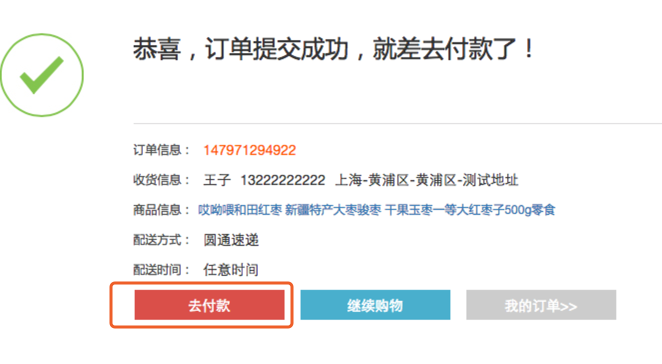 恭喜，订单提交成功，就差去付款了！
订单信息： 147971294922
收货信息： 王子 13222222222 上海-黄浦区-黄浦区-测试地址
商品信息： 哎呦喂和田红枣 新疆特产大枣骏枣 干果玉枣一等大红枣子500g零食
配送方式： 圆通速递
配送时间： 任意时间
去付款 继续购物 我的订单>>